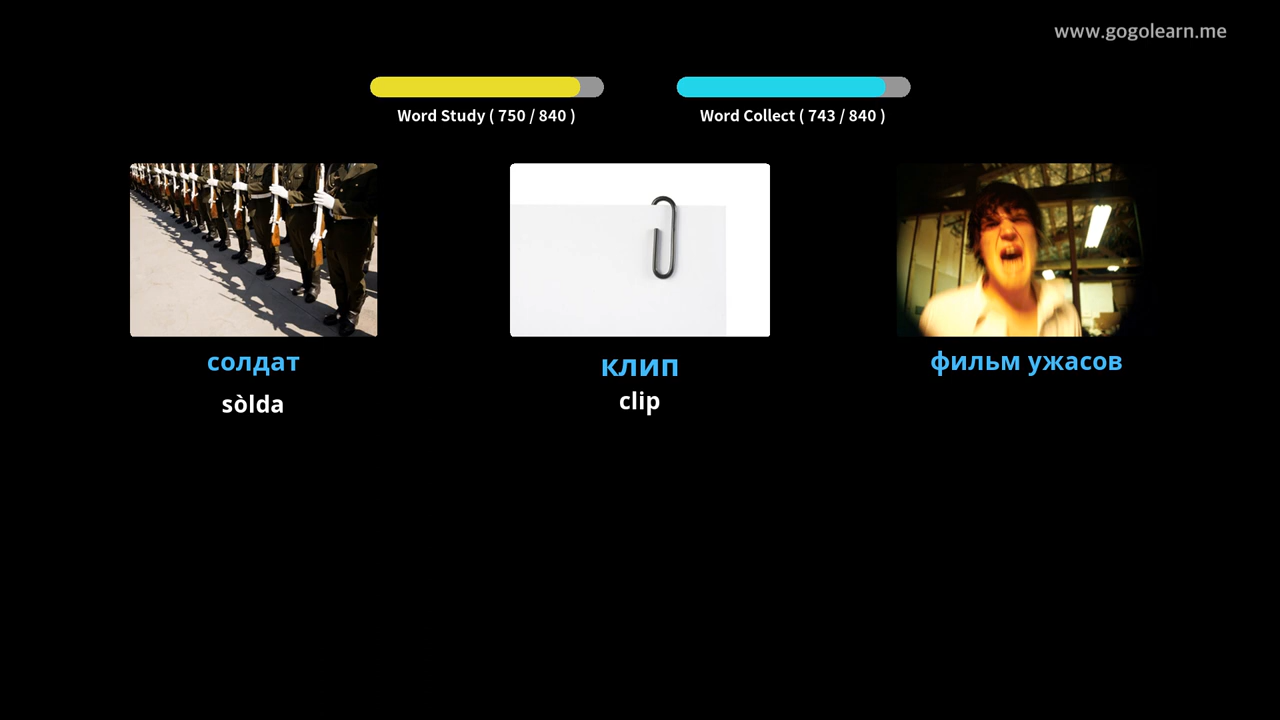 www.gogolearn.me
Word Study ( 750 / 840 )
Word Collect ( 743 / 840 )
солдат
sòlda
клип
clip
фильм ужасов